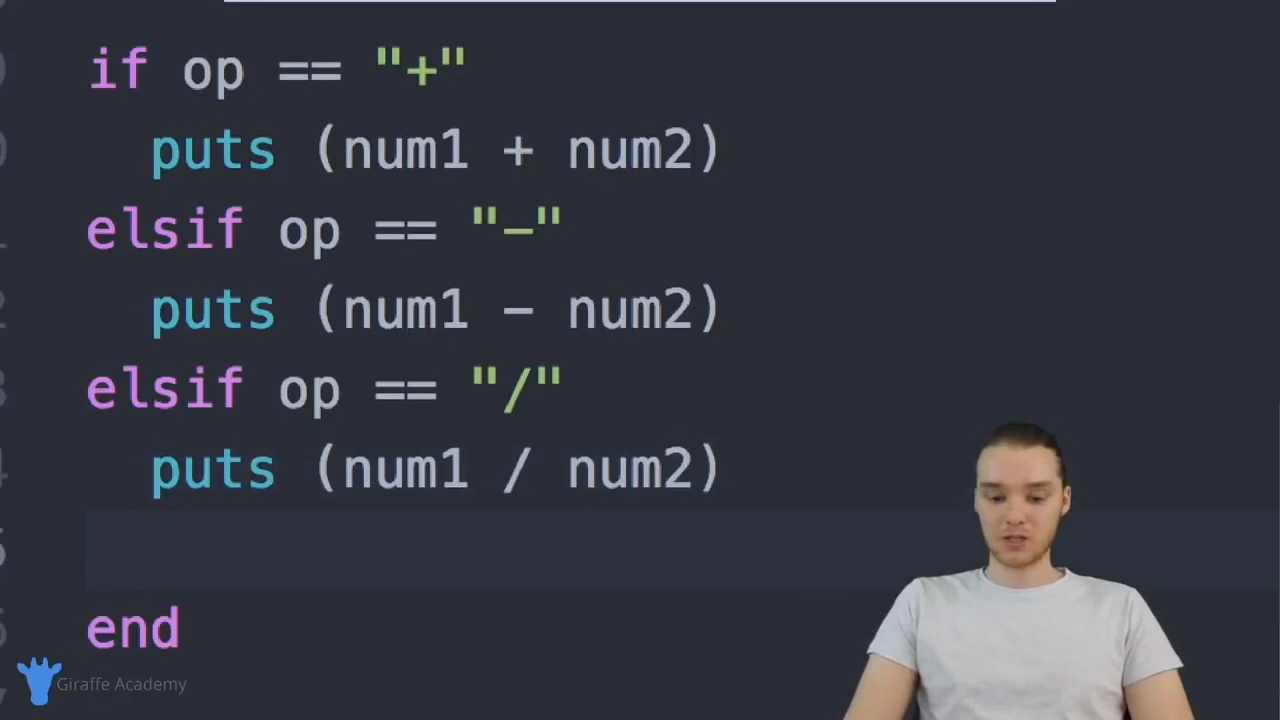 if op == "+"
puts (num1 + num2)
elsif op == "-"
puts (num1 - num2)
elsif op == "/"
puts (num1 / num2)
end
Giraffe Academy